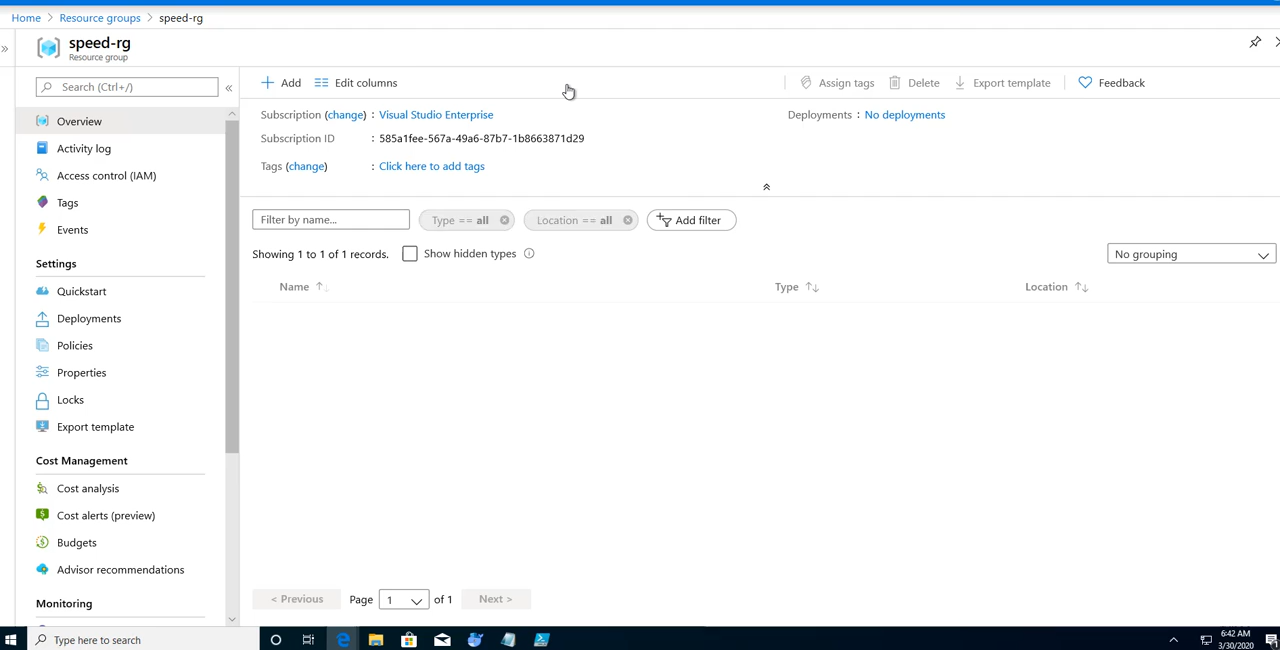 Home > Resource groups > speed-rg
speed-rg
Resource group
Search (Ctrl+/)
Overview
Activity log
Access control (IAM)
Tags
Events
Settings
Quickstart
Deployments
Policies
Properties
Locks
Export template
Cost Management
Cost analysis
Cost alerts (preview)
Budgets
Advisor recommendations
Monitoring
Add Edit columns Assign tags Delete Export template Feedback
Subscription (change) : Visual Studio Enterprise Deployments : No deployments
Subscription ID : 585a1fee-567a-49a6-87b7-1b8663871d29
Tags (change) : Click here to add tags
Filter by name... Type == all Location == all Add filter
Showing 1 to 1 of 1 records. Show hidden types No grouping
Name Type Location
< Previous Page 1 of 1 Next >
Type here to search
6:42 AM
3/30/2020